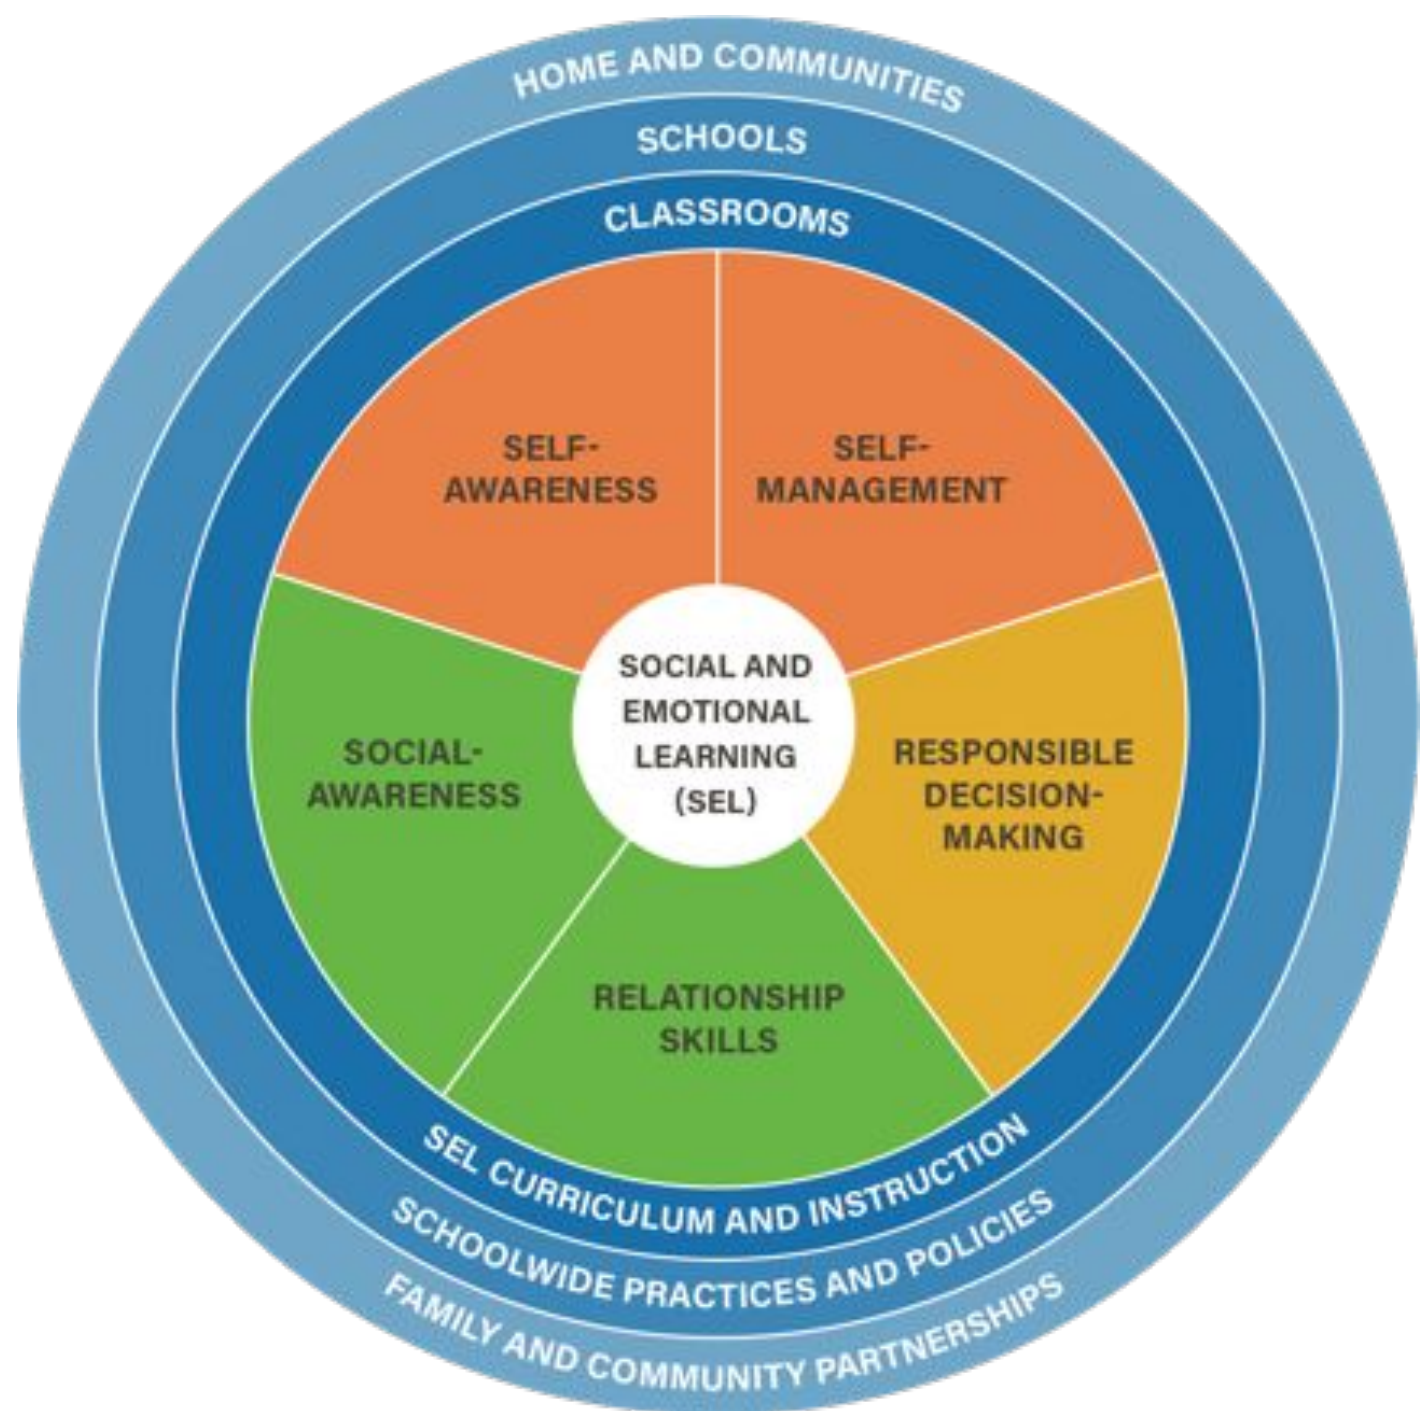 HOME AND COMMUNITIES
SCHOOLS
CLASSROOMS
SELF-
AWARENESS
SELF-
MANAGEMENT
SOCIAL AND
EMOTIONAL
LEARNING
(SEL)
SOCIAL-
AWARENESS
RESPONSIBLE
DECISION-
MAKING
RELATIONSHIP
SKILLS
SEL CURRICULUM AND INSTRUCTION
SCHOOLWIDE PRACTICES AND POLICIES
FAMILY AND COMMUNITY PARTNERSHIPS